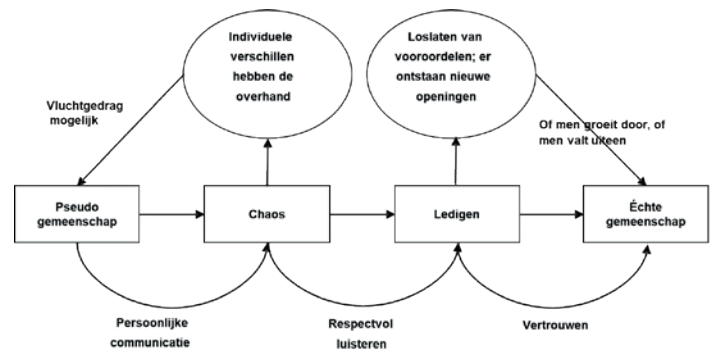 Individuele
verschillen
hebben de
overhand
Loslaten van
vooroordelen; er
ontstaan nieuwe
openingen
Vluchtgedrag
mogelijk
Of men groeit door, of
men valt uiteen
Pseudo
gemeenschap
Chaos
Ledigen
Échte
gemeenschap
Persoonlijke
communicatie
Respectvol
luisteren
Vertrouwen